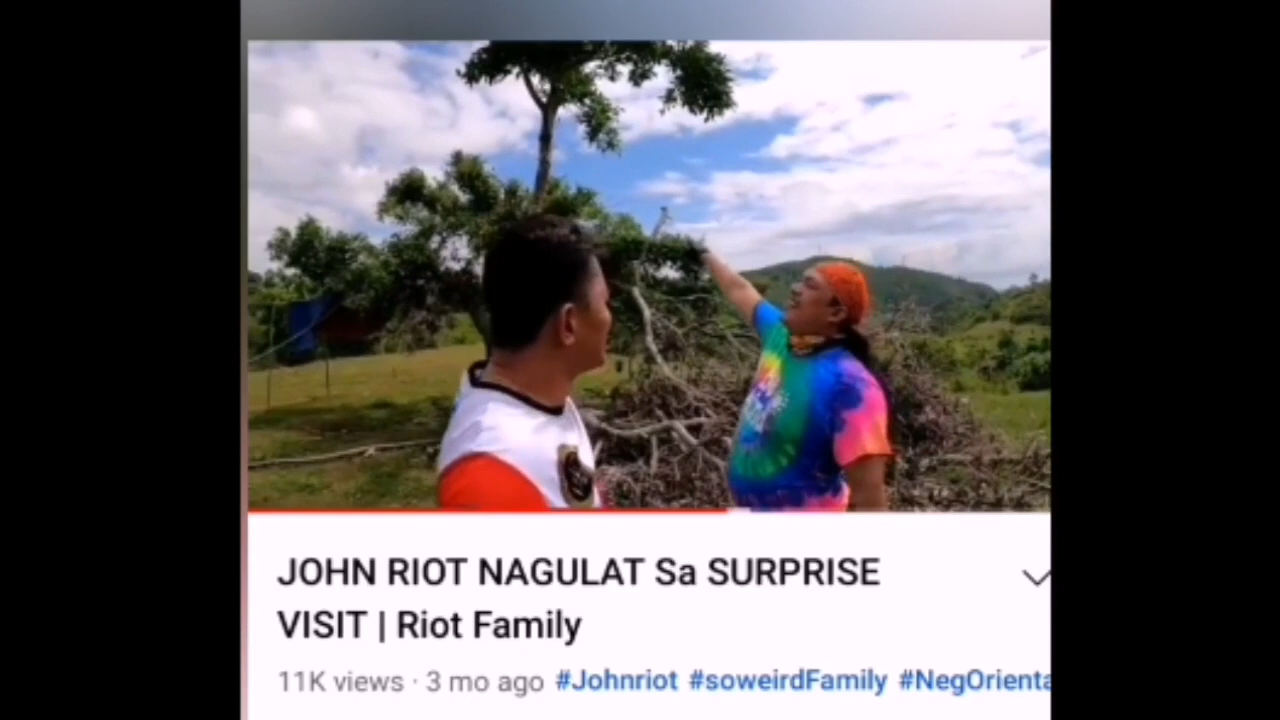 JOHN RIOT NAGULAT Sa SURPRISE
VISIT | Riot Family
11K views · 3 mo ago #Johnriot #soweirdFamily #NegOrienta